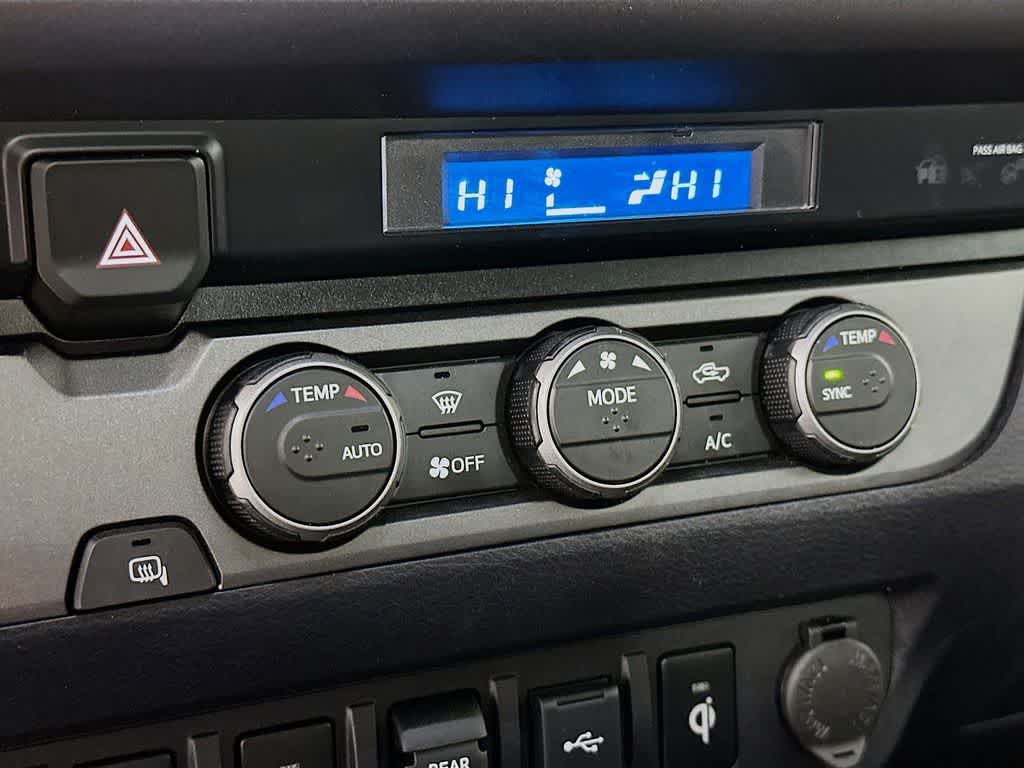 PASS AIR BAG
HI HI
TEMP
AUTO
OFF
MODE
A/C
TEMP
SYNC
REAR